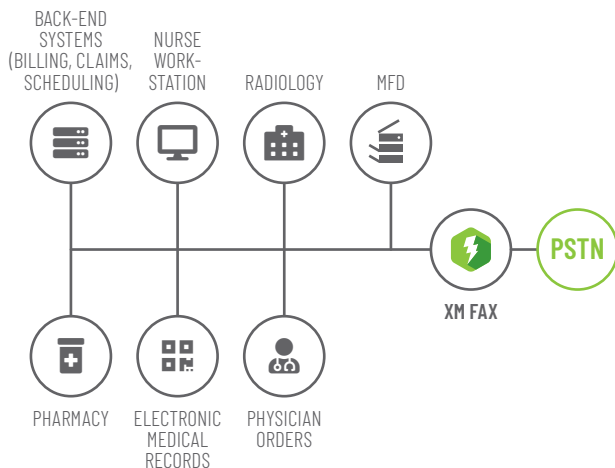 BACK-END
SYSTEMS
(BILLING, CLAIMS,
SCHEDULING)
NURSE
WORK-
STATION
RADIOLOGY
MFD
PSTN
XM FAX
PHARMACY
ELECTRONIC
MEDICAL
RECORDS
PHYSICIAN
ORDERS